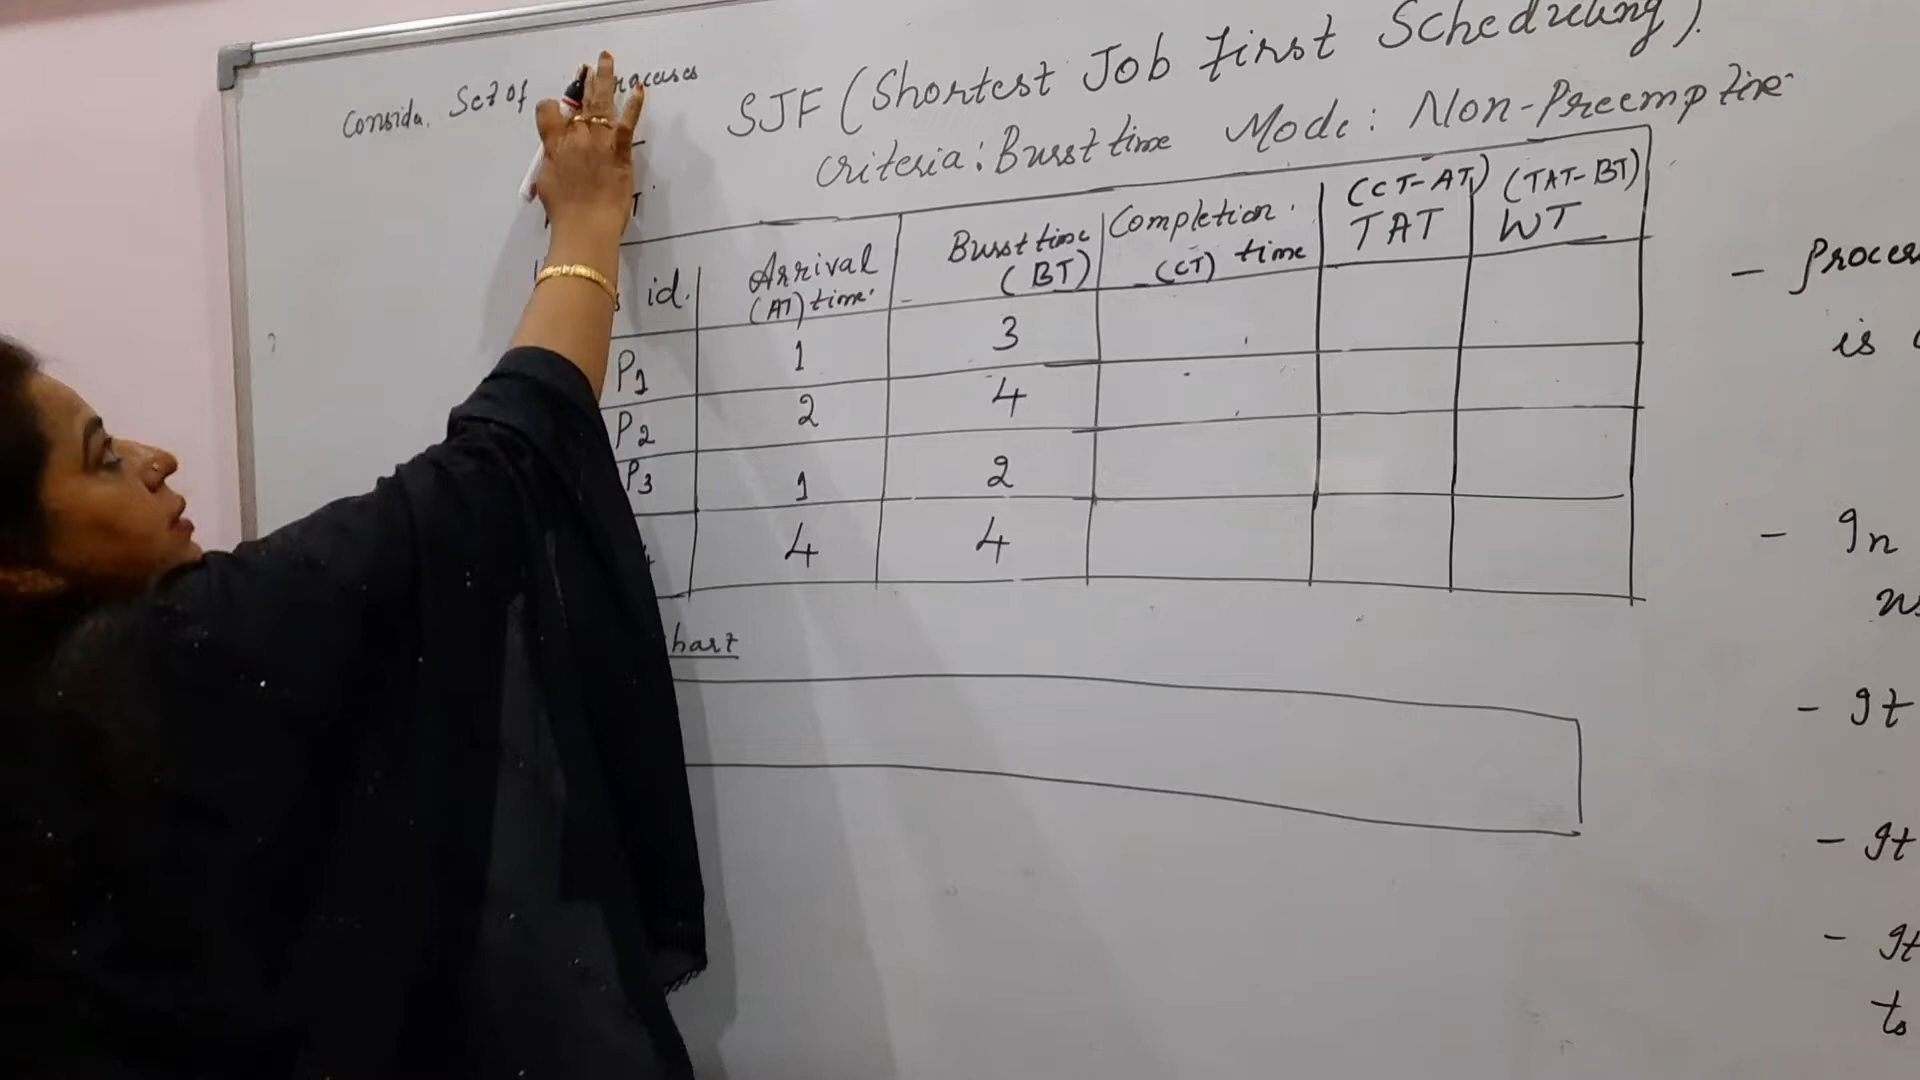 Consider Set of
SJF (Shortest Job First Scheduling).
Criteria: Burst time Mode: Non-Preemptive
id. Arrival (AT) time. Burst time (BT) Completion (CT) time (CT-AT) TAT (TAT-BT) WT
P1 1 3
P2 2 4
P3 1 2
4 4
hart
-
is
- In
- It
- It
- It
to